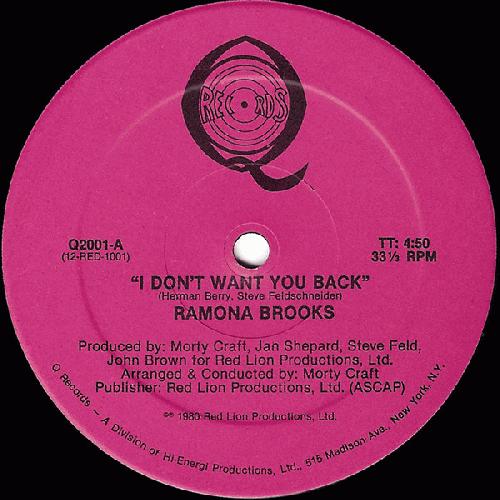 Q
RECORDS
Q2001-A
(12-RED-1001)
TT: 4:50
33⅓ RPM
"I DON'T WANT YOU BACK"
(Herman Berry, Steve Feldschneider)
RAMONA BROOKS
Produced by: Morty Craft, Jan Shepard, Steve Feld,
John Brown for Red Lion Productions, Ltd.
Arranged & Conducted by: Morty Craft
Publisher: Red Lion Productions, Ltd. (ASCAP)
℗ 1980 Red Lion Productions, Ltd.
Q Records – A Division of Hi Energi Productions, Ltd., 515 Madison Ave., New York, N.Y.